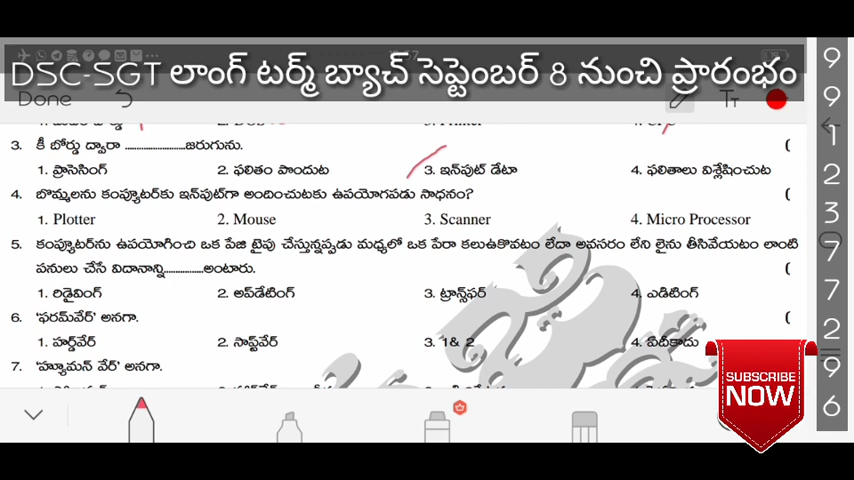 DSC-SGT లాంగ్ టర్మ్ బ్యాచ్ సెప్టెంబర్ 8 నుంచి ప్రారంభం
Done
3. కీ బోర్డు ద్వారా ........................జరుగును. (
1. ప్రాసెసింగ్ 2. ఫలితం పొందుట 3. ఇన్‌పుట్ డేటా 4. ఫలితాలు విశ్లేషించుట
4. బొమ్మలను కంప్యూటర్‌కు ఇన్‌పుట్‌గా అందించుటకు ఉపయోగపడు సాధనం? (
1. Plotter 2. Mouse 3. Scanner 4. Micro Processor
5. కంప్యూటర్‌ను ఉపయోగించి ఒక పేజి టైపు చేస్తున్నప్పుడు మధ్యలో ఒక పేరా కలుఉకొవటం లేదా అవసరం లేని లైను తీసివేయటం లాంటి
పనులు చేసే విదానాన్ని...............అంటారు. (
1. రిడ్రైవింగ్ 2. అప్‌డేటింగ్ 3. ట్రాన్స్‌ఫర్ 4. ఎడిటింగ్
6. 'ఫరమ్‌వేర్' అనగా. (
1. హార్డ్‌వేర్ 2. సాఫ్ట్‌వేర్ 3. 1& 2 4. ఏదీకాదు
7. 'హ్యూమన్ వేర్' అనగా.
SUBSCRIBE
NOW
9
9
1
2
3
7
7
2
9
6